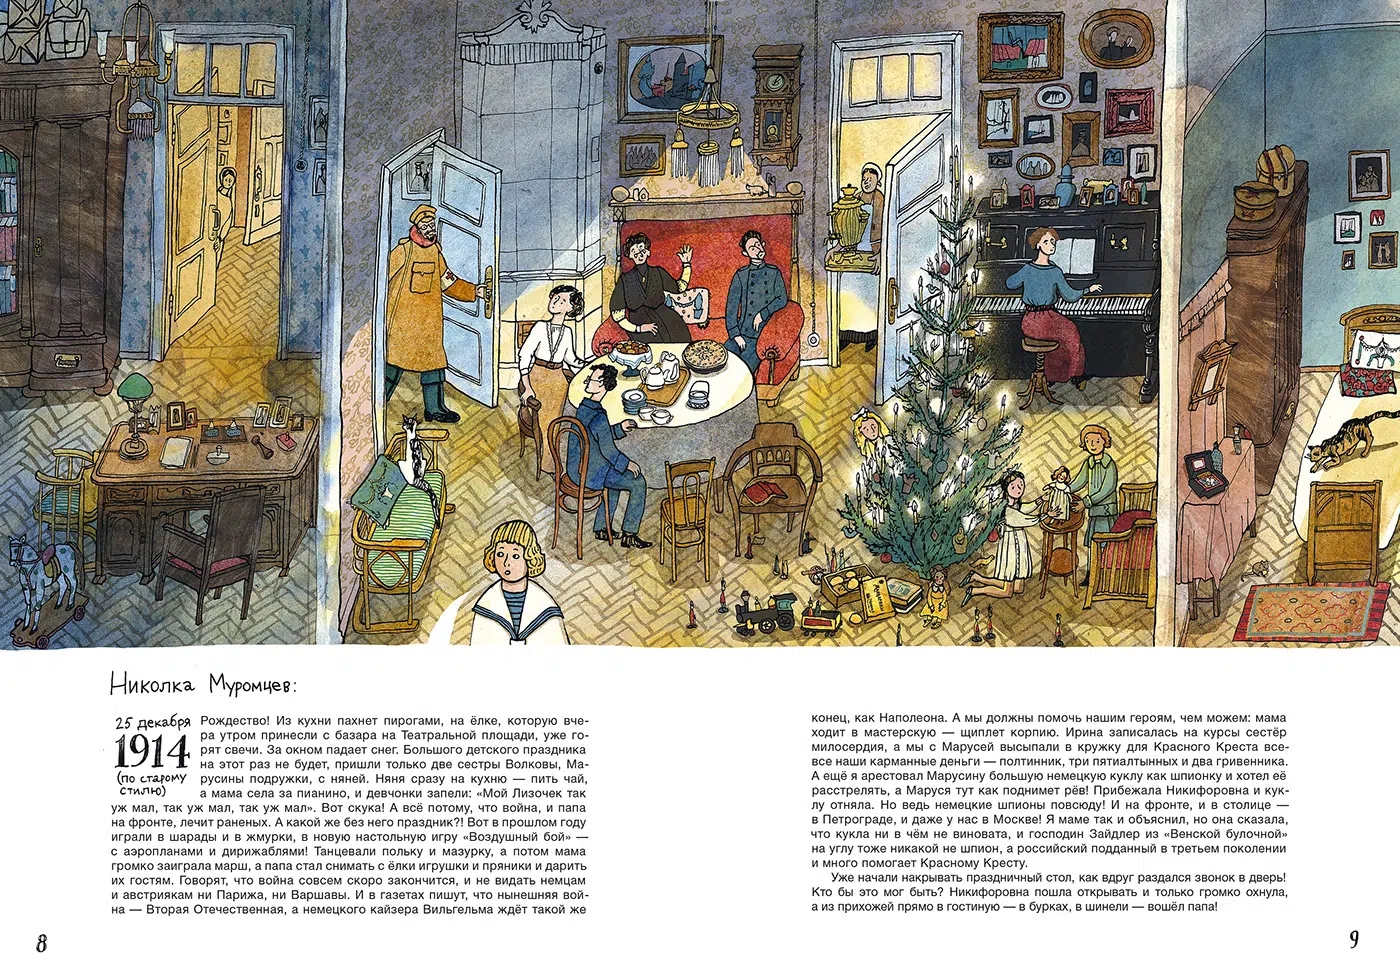 Николка Муромцев:
25 декабря
1914
(по старому
стилю)
Рождество! Из кухни пахнет пирогами, на ёлке, которую вче-
ра утром принесли с базара на Театральной площади, уже го-
рят свечи. За окном падает снег. Большого детского праздника
на этот раз не будет, пришли только две сестры Волковы, Ма-
русины подружки, с няней. Няня сразу на кухню — пить чай,
а мама села за пианино, и девчонки запели: «Мой Лизочек так
уж мал, так уж мал, так уж мал». Вот скука! А всё потому, что война, и папа
на фронте, лечит раненых. А какой же без него праздник?! Вот в прошлом году
играли в шарады и в жмурки, в новую настольную игру «Воздушный бой» —
с аэропланами и дирижаблями! Танцевали польку и мазурку, а потом мама
громко заиграла марш, а папа стал снимать с ёлки игрушки и пряники и дарить
их гостям. Говорят, что война совсем скоро закончится, и не видать немцам
и австриякам ни Парижа, ни Варшавы. И в газетах пишут, что нынешняя вой-
на — Вторая Отечественная, а немецкого кайзера Вильгельма ждёт такой же
8
конец, как Наполеона. А мы должны помочь нашим героям, чем можем: мама
ходит в мастерскую — щиплет корпию. Ирина записалась на курсы сестёр
милосердия, а мы с Марусей высыпали в кружку для Красного Креста все-
все наши карманные деньги — полтинник, три пятиалтынных и два гривенника.
А ещё я арестовал Марусину большую немецкую куклу как шпионку и хотел её
расстрелять, а Маруся тут как поднимет рёв! Прибежала Никифоровна и кук-
лу отняла. Но ведь немецкие шпионы повсюду! И на фронте, и в столице —
в Петрограде, и даже у нас в Москве! Я маме так и объяснил, но она сказала,
что кукла ни в чём не виновата, и господин Зайдлер из «Венской булочной»
на углу тоже никакой не шпион, а российский подданный в третьем поколении
и много помогает Красному Кресту.
Уже начали накрывать праздничный стол, как вдруг раздался звонок в дверь!
Кто бы это мог быть? Никифоровна пошла открывать и только громко охнула,
а из прихожей прямо в гостиную — в бурках, в шинели — вошёл папа!
9